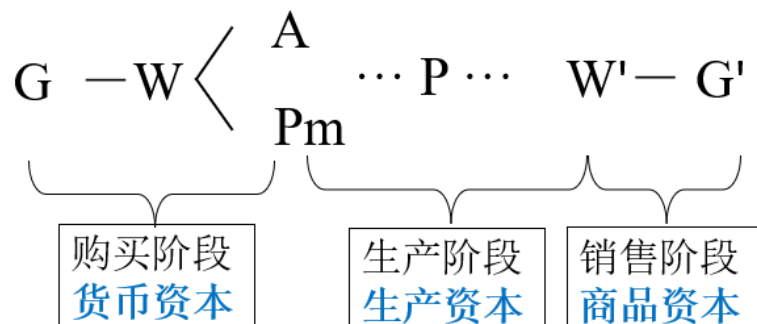 A
G — W < ··· P ··· W' — G'
Pm
购买阶段
货币资本
生产阶段
生产资本
销售阶段
商品资本